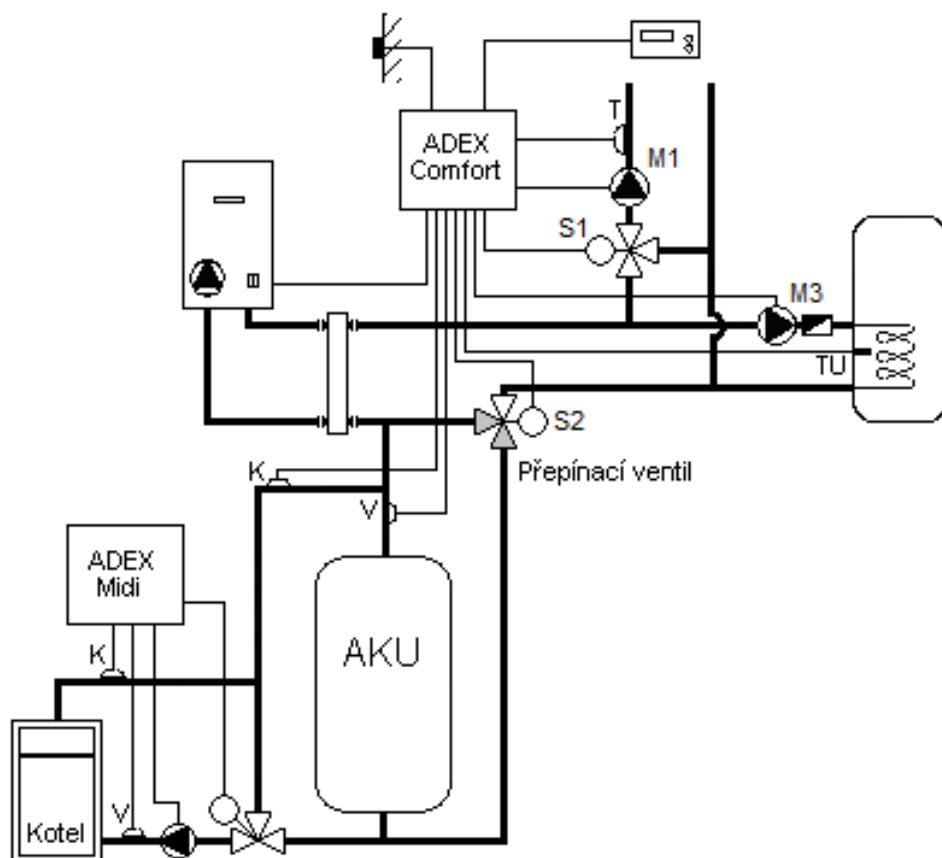 T
ADEX
Comfort
M1
S1
M3
TU
S2
K
Přepínací ventil
V
ADEX
Midi
AKU
K
V
Kotel